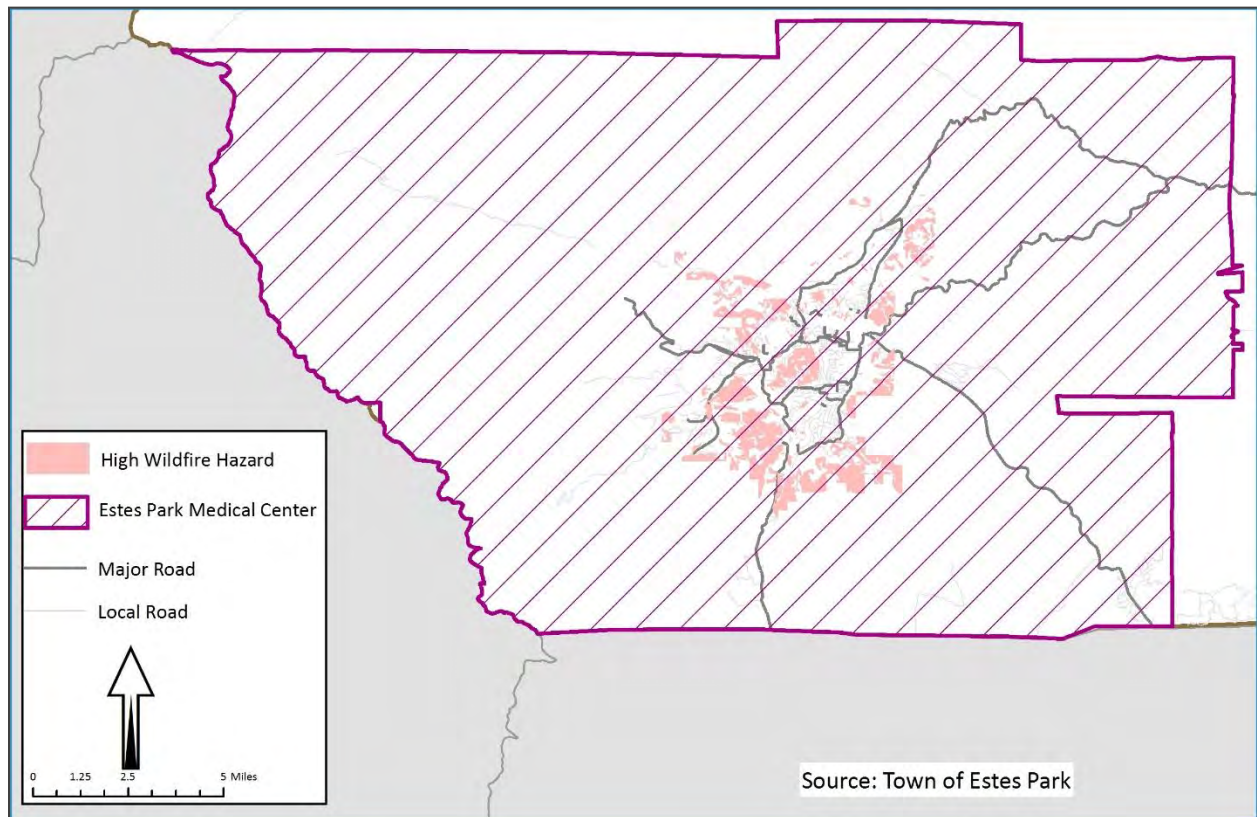 High Wildfire Hazard
Estes Park Medical Center
Major Road
Local Road
0 1.25 2.5 5 Miles
Source: Town of Estes Park